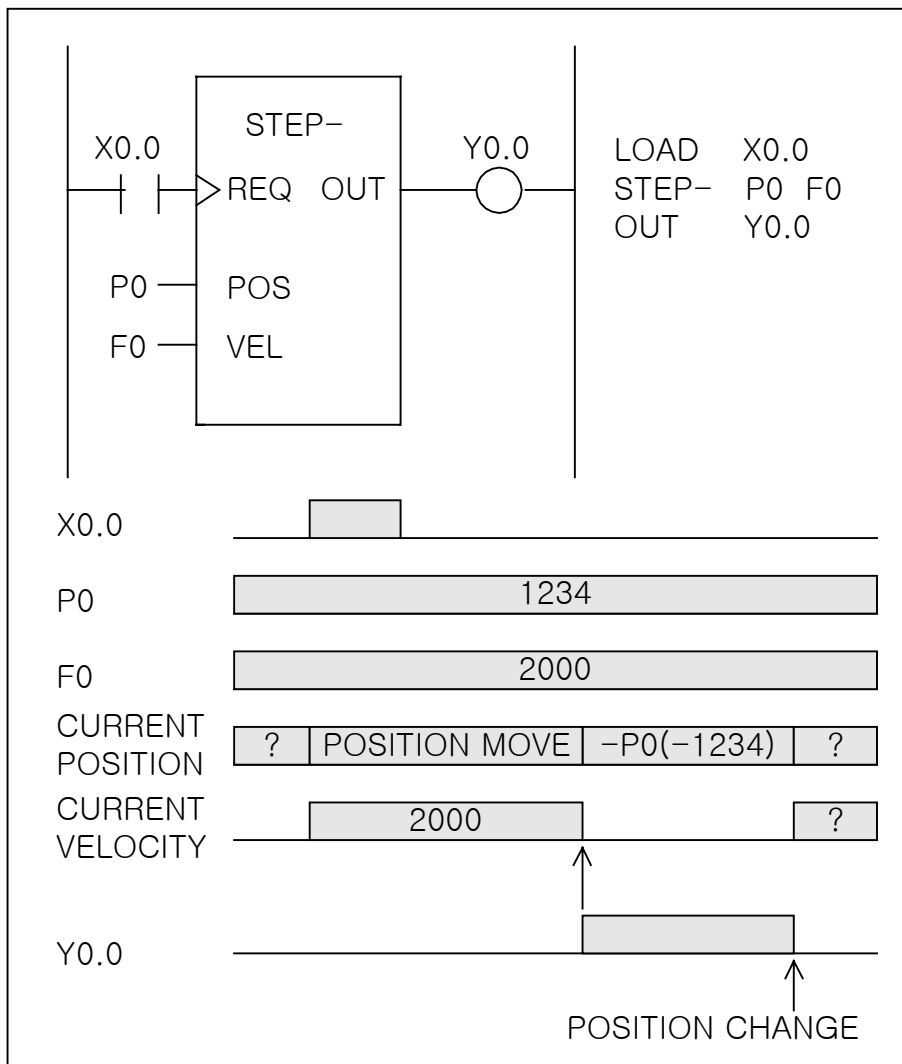 STEP-
X0.0
Y0.0
REQ OUT
P0
POS
F0
VEL
LOAD X0.0
STEP- P0 F0
OUT Y0.0
X0.0
P0
1234
F0
2000
CURRENT
POSITION
? POSITION MOVE -P0(-1234) ?
CURRENT
VELOCITY
2000 ?
Y0.0
POSITION CHANGE